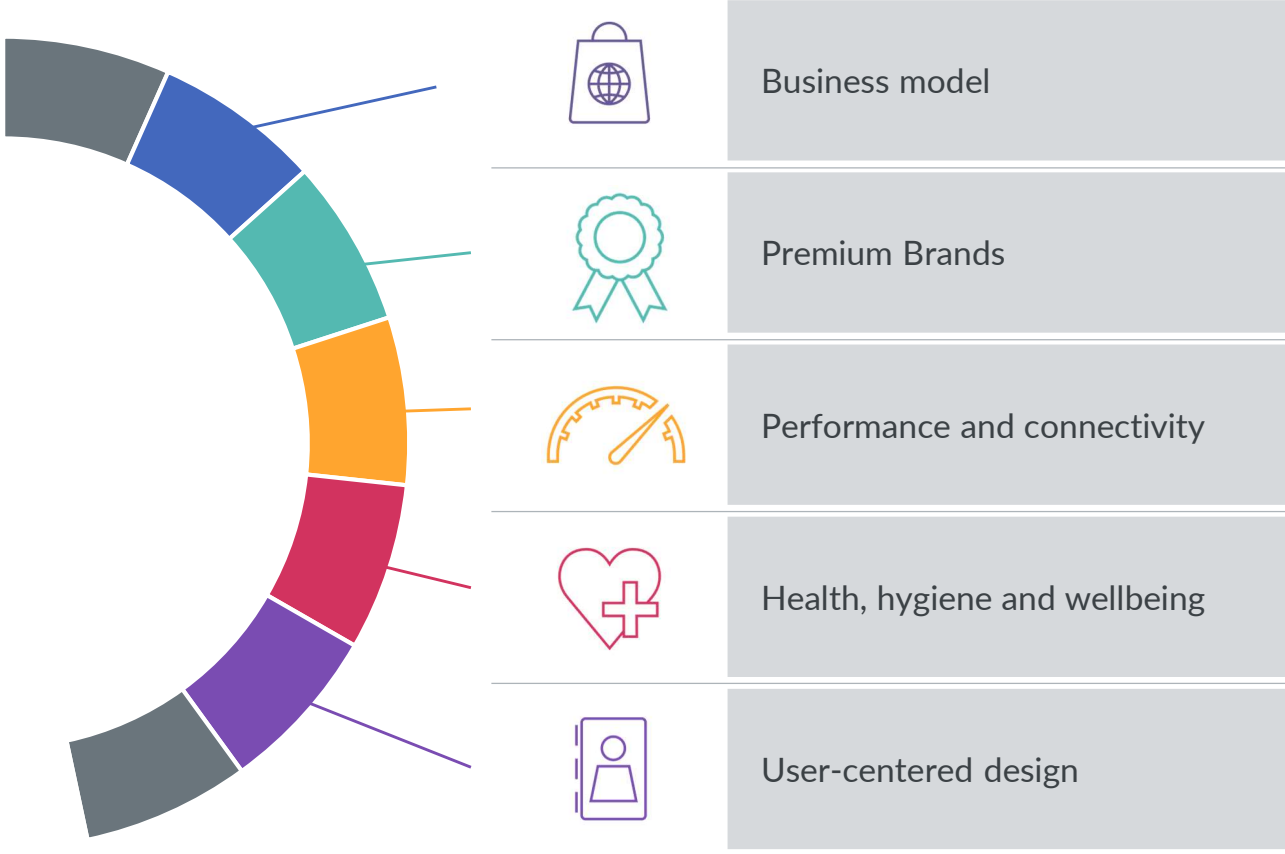 Business model
Premium Brands
Performance and connectivity
Health, hygiene and wellbeing
User-centered design